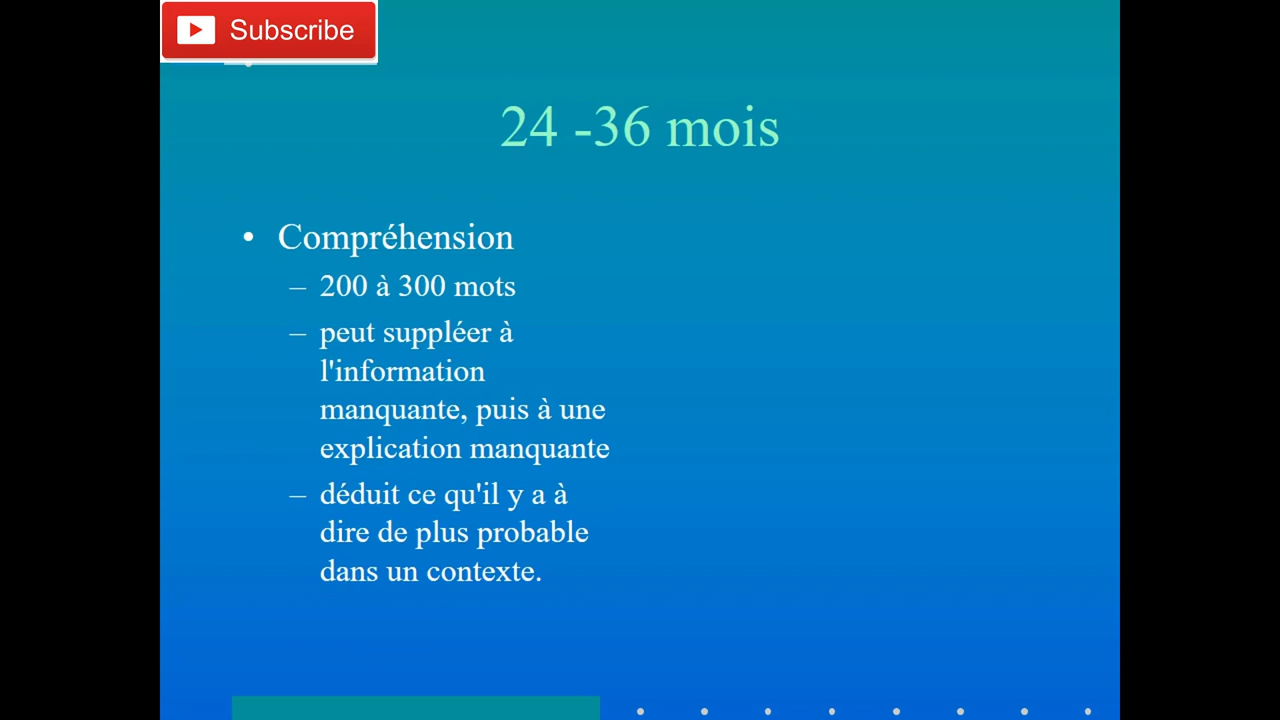 Subscribe
24 -36 mois
• Compréhension
– 200 à 300 mots
– peut suppléer à
l'information
manquante, puis à une
explication manquante
– déduit ce qu'il y a à
dire de plus probable
dans un contexte.